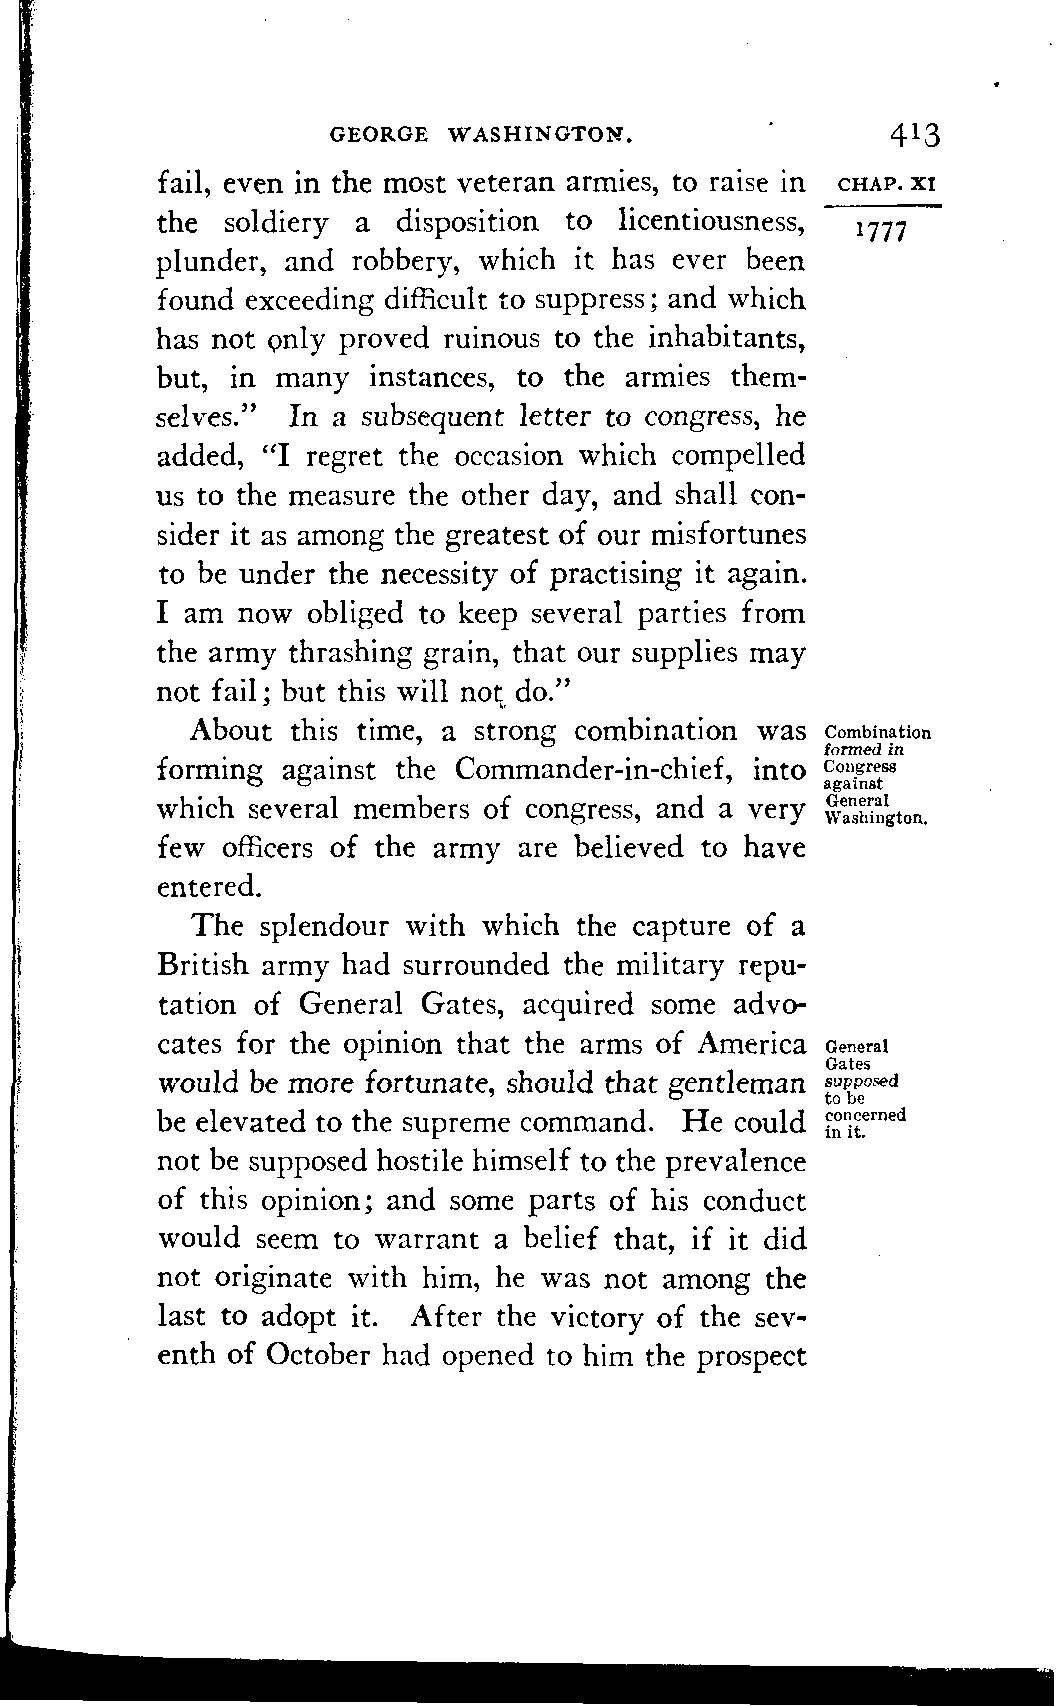 GEORGE WASHINGTON. 413
CHAP. XI
1777
fail, even in the most veteran armies, to raise in
the soldiery a disposition to licentiousness,
plunder, and robbery, which it has ever been
found exceeding difficult to suppress; and which
has not only proved ruinous to the inhabitants,
but, in many instances, to the armies them-
selves.” In a subsequent letter to congress, he
added, “I regret the occasion which compelled
us to the measure the other day, and shall con-
sider it as among the greatest of our misfortunes
to be under the necessity of practising it again.
I am now obliged to keep several parties from
the army thrashing grain, that our supplies may
not fail; but this will not do.”
Combination
formed in
Congress
against
General
Washington.
About this time, a strong combination was
forming against the Commander-in-chief, into
which several members of congress, and a very
few officers of the army are believed to have
entered.
The splendour with which the capture of a
British army had surrounded the military repu-
tation of General Gates, acquired some advo-
cates for the opinion that the arms of America
would be more fortunate, should that gentleman
be elevated to the supreme command. He could
not be supposed hostile himself to the prevalence
of this opinion; and some parts of his conduct
would seem to warrant a belief that, if it did
not originate with him, he was not among the
last to adopt it. After the victory of the sev-
enth of October had opened to him the prospect
General
Gates
supposed
to be
concerned
in it.